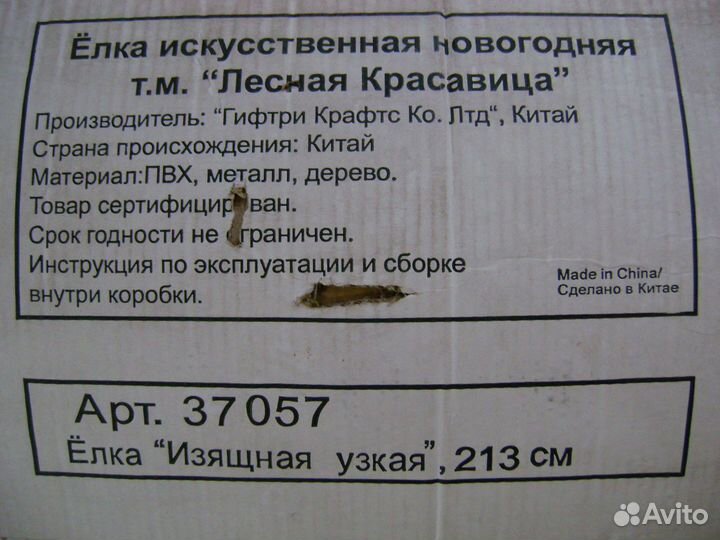 Ёлка искусственная новогодняя
т.м. “Лесная Красавица”
Производитель: “Гифтри Крафтс Ко. Лтд“, Китай
Страна происхождения: Китай
Материал:ПВХ, металл, дерево.
Товар сертифицирован.
Срок годности не ограничен.
Инструкция по эксплуатации и сборке
внутри коробки.
Made in China/
Сделано в Китае
Арт. 37057
Ёлка “Изящная узкая”, 213 см
Avito